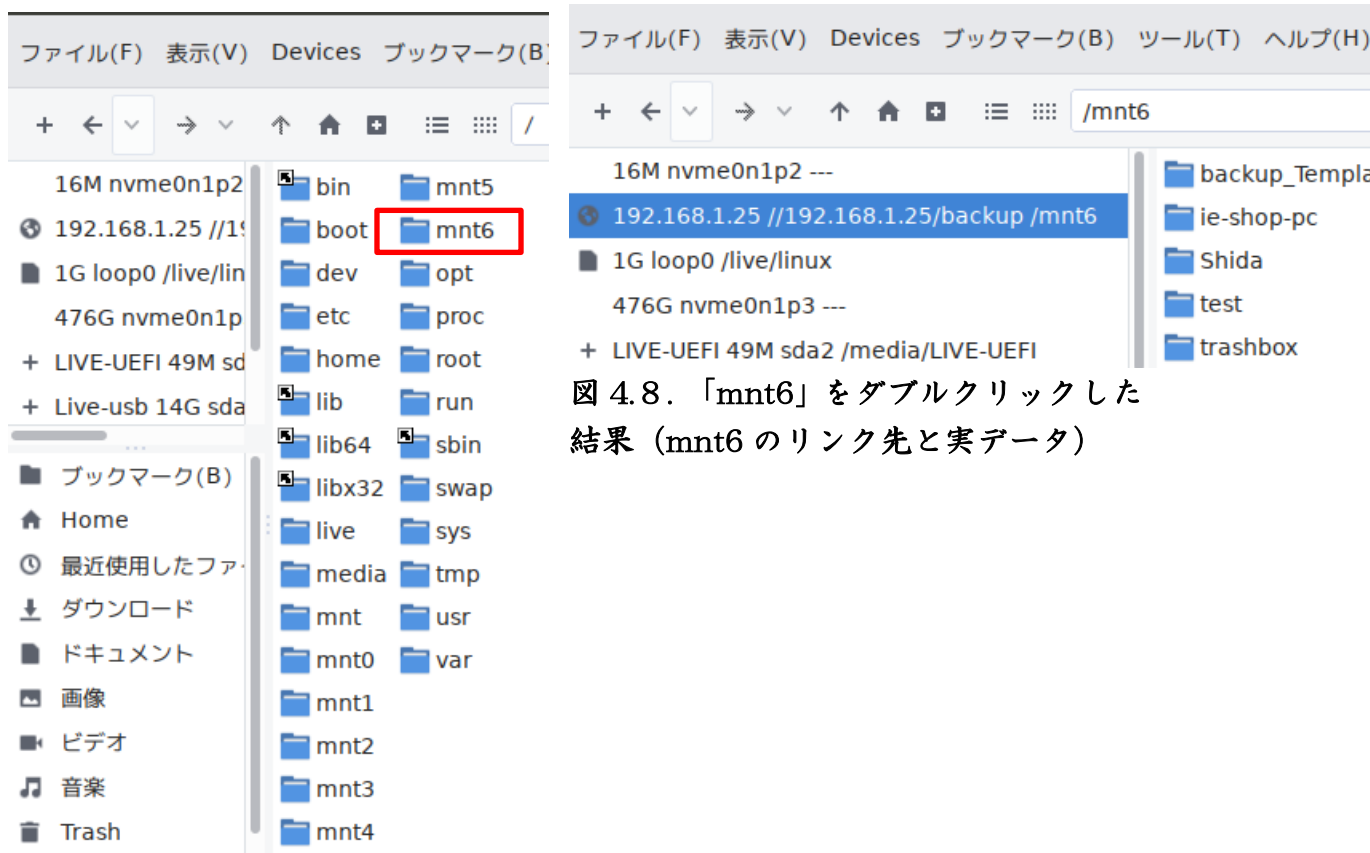 ファイル(F) 表示(V) Devices ブックマーク(B)
/
16M nvme0n1p2
192.168.1.25 //19
1G loop0 /live/lin
476G nvme0n1p
LIVE-UEFI 49M sd
Live-usb 14G sda
ブックマーク(B)
Home
最近使用したファ
ダウンロード
ドキュメント
画像
ビデオ
音楽
Trash
bin
boot
dev
etc
home
lib
lib64
libx32
live
media
mnt
mnt0
mnt1
mnt2
mnt3
mnt4
mnt5
mnt6
opt
proc
root
run
sbin
swap
sys
tmp
usr
var
ファイル(F) 表示(V) Devices ブックマーク(B) ツール(T) ヘルプ(H)
/mnt6
16M nvme0n1p2 ---
192.168.1.25 //192.168.1.25/backup /mnt6
1G loop0 /live/linux
476G nvme0n1p3 ---
LIVE-UEFI 49M sda2 /media/LIVE-UEFI
backup_Templa
ie-shop-pc
Shida
test
trashbox
図 4.8.「mnt6」をダブルクリックした
結果（mnt6 のリンク先と実データ）